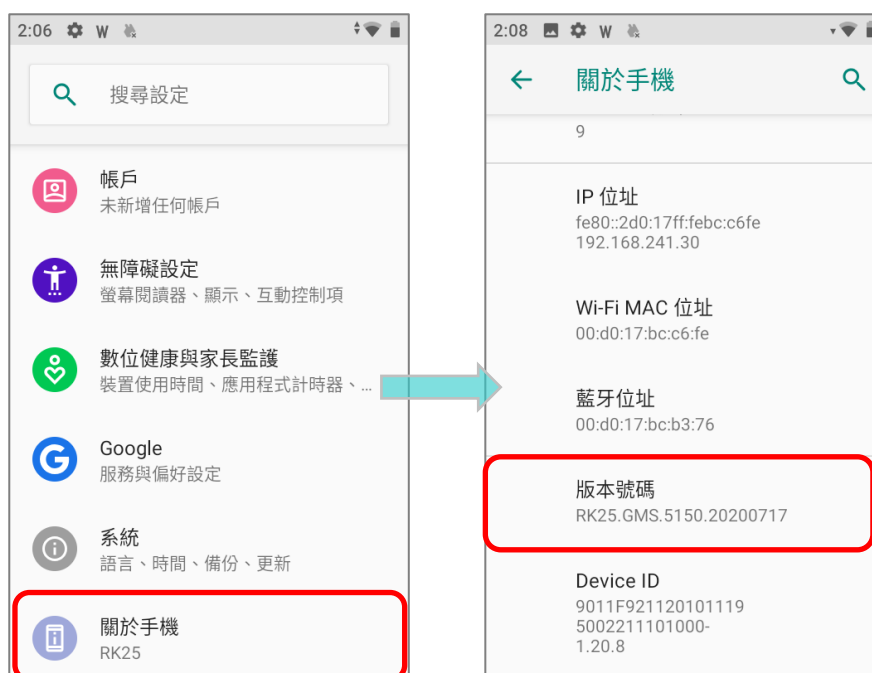 2:06 W
搜尋設定
帳戶
未新增任何帳戶
無障礙設定
螢幕閱讀器、顯示、互動控制項
數位健康與家長監護
裝置使用時間、應用程式計時器、...
Google
服務與偏好設定
系統
語言、時間、備份、更新
關於手機
RK25
2:08 W
關於手機
9
IP 位址
fe80::2d0:17ff:febc:c6fe
192.168.241.30
Wi-Fi MAC 位址
00:d0:17:bc:c6:fe
藍牙位址
00:d0:17:bc:b3:76
版本號碼
RK25.GMS.5150.20200717
Device ID
9011F921120101119
5002211101000-
1.20.8